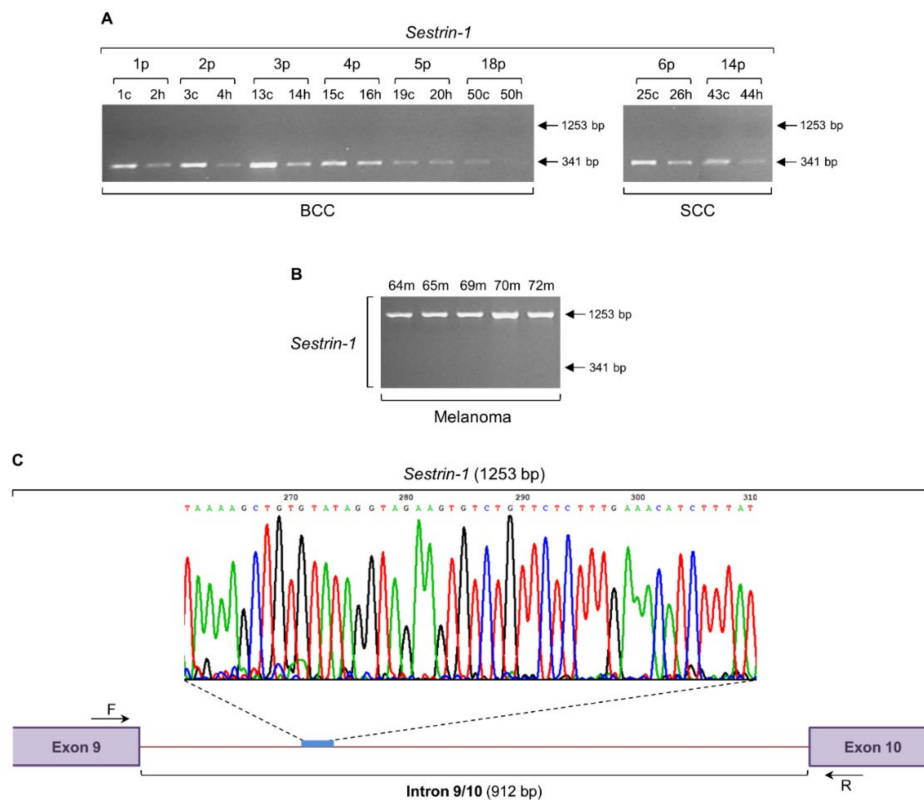 A
Sestrin-1
1p 2p 3p 4p 5p 18p 6p 14p
1c 2h 3c 4h 13c 14h 15c 16h 19c 20h 50c 50h 25c 26h 43c 44h
1253 bp 1253 bp
341 bp 341 bp
BCC SCC
B
64m 65m 69m 70m 72m
1253 bp
Sestrin-1
341 bp
Melanoma
C
Sestrin-1 (1253 bp)
270 280 290 300 310
TAAAAGCTGTGTATAGGTAGAAGTGTCTGTTCTCTTTGAAACATCTTTAT
F
Exon 9 Exon 10
R
Intron 9/10 (912 bp)